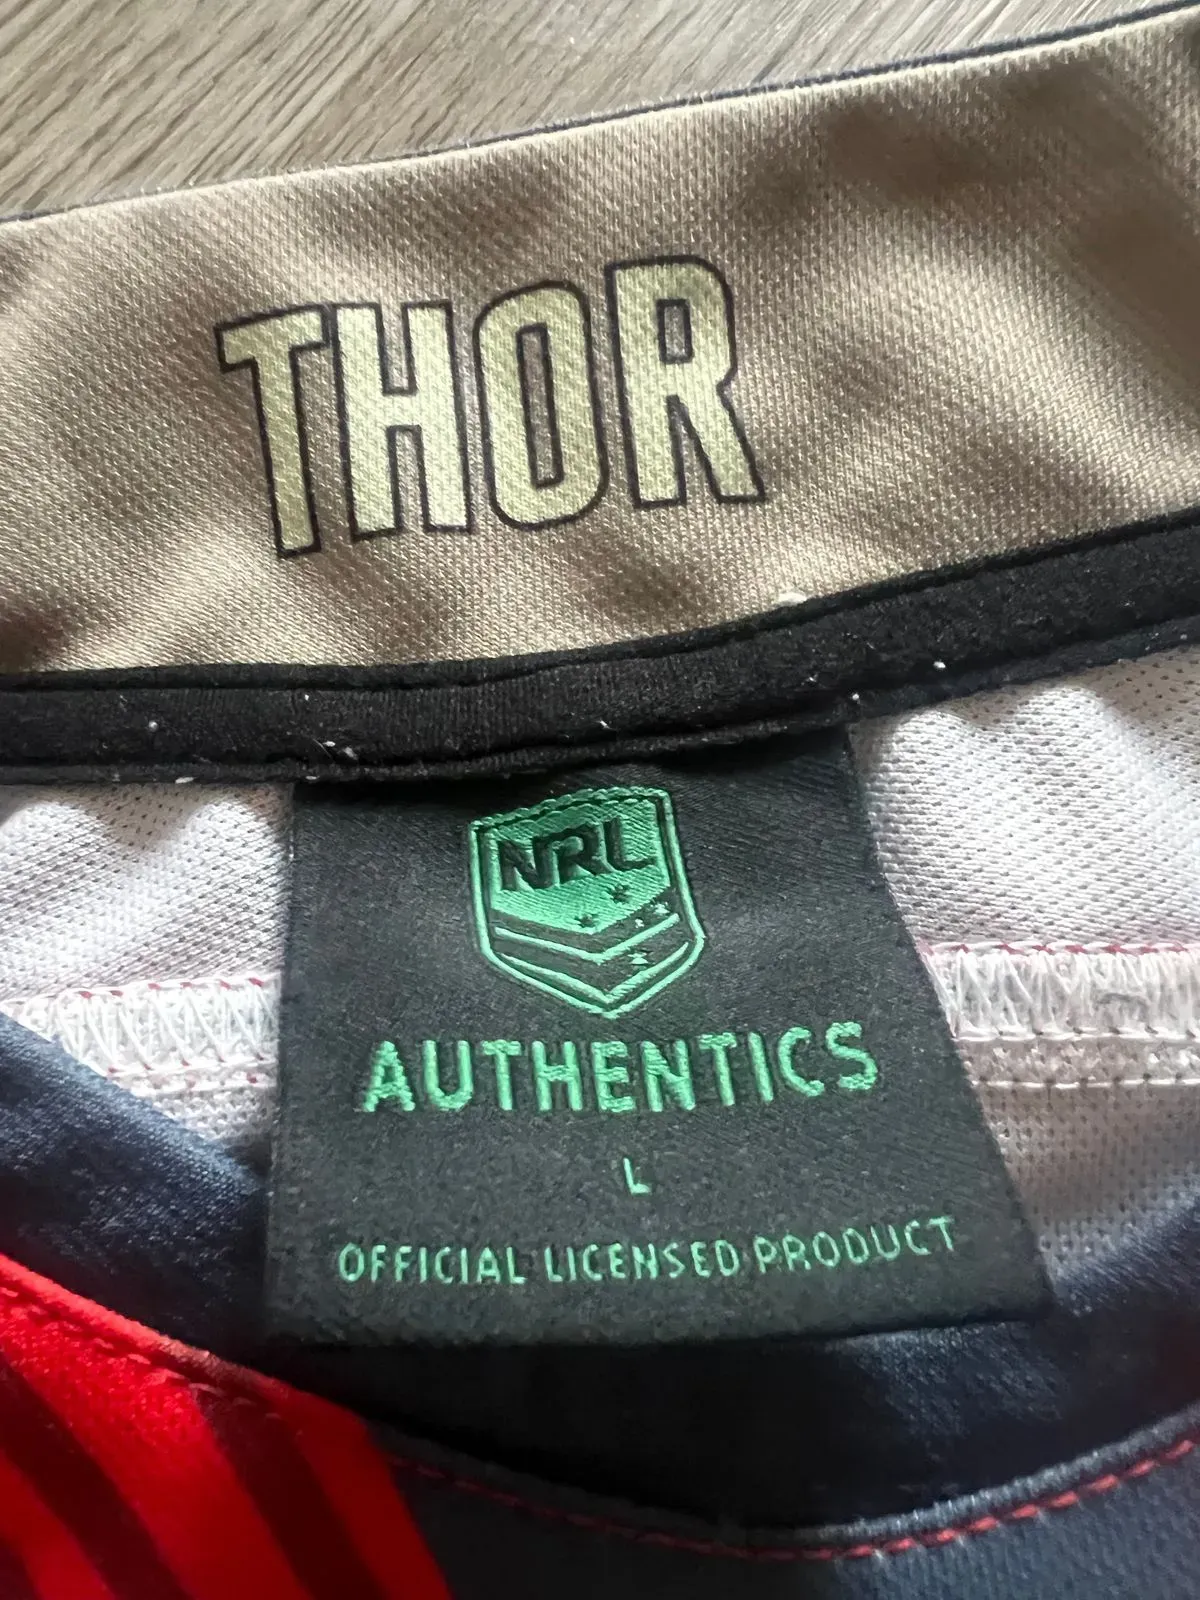 THOR
NRL
AUTHENTICS
L
OFFICIAL LICENSED PRODUCT